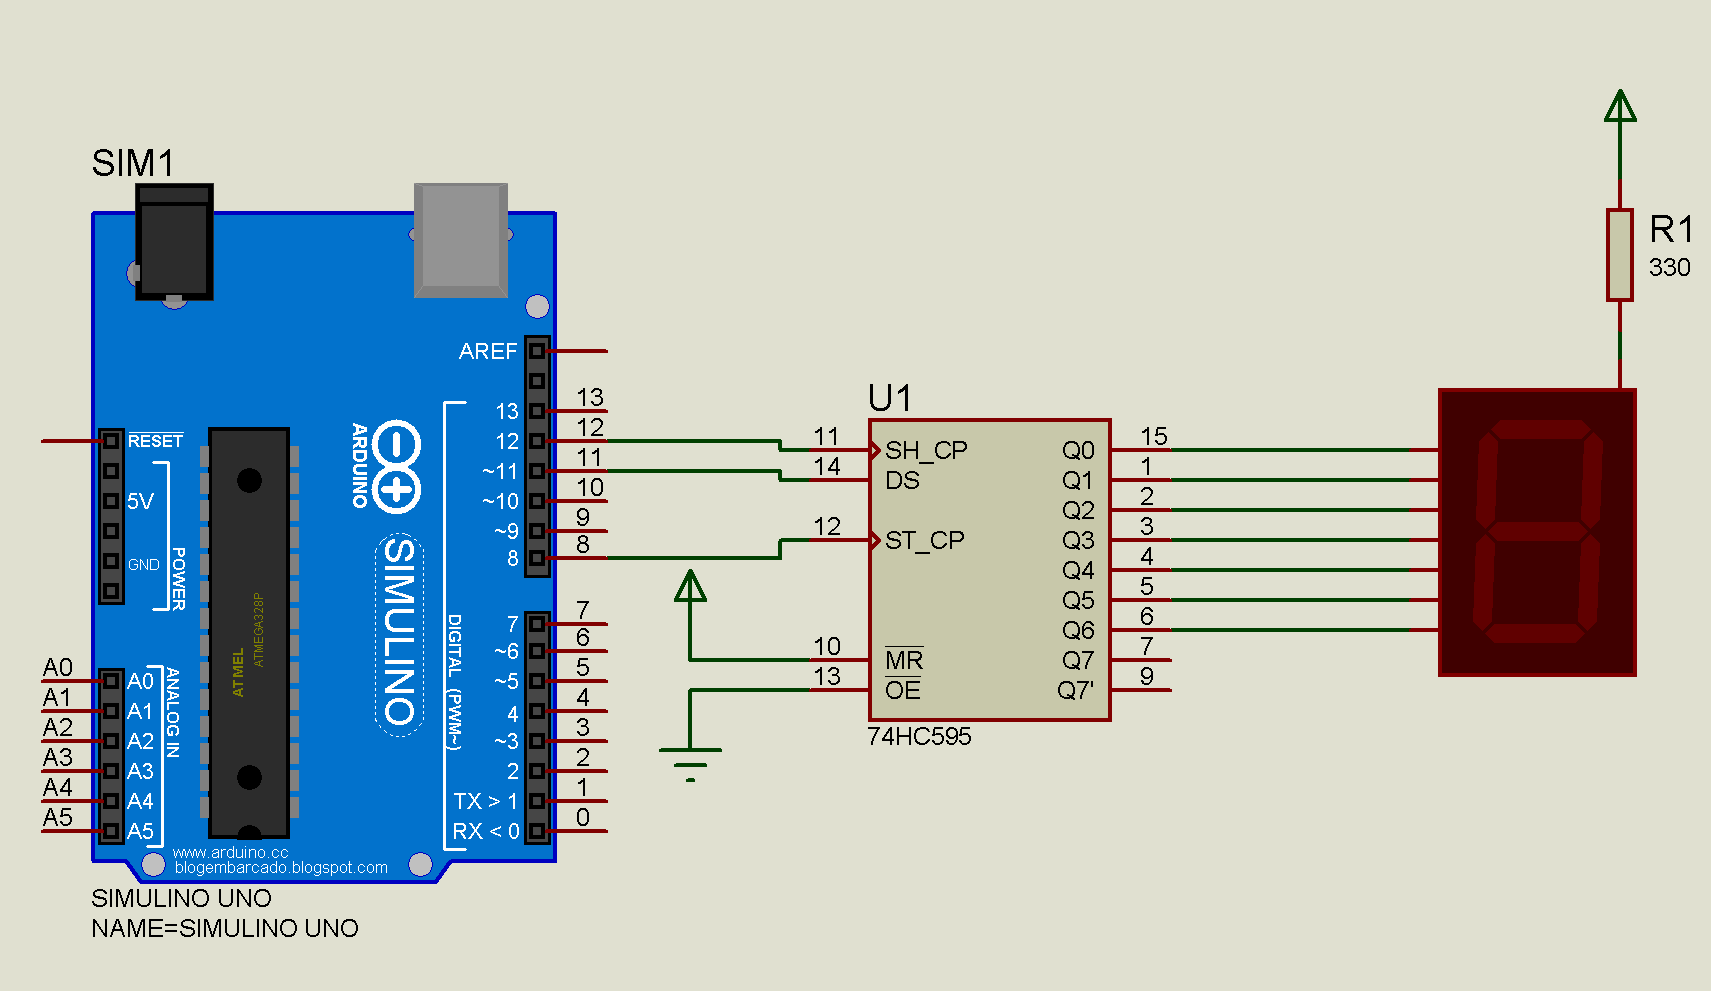 SIM1
AREF
13
12
~11
~10
~9
8
7
~6
~5
4
~3
2
TX > 1
RX < 0
13
12
11
10
9
8
7
6
5
4
3
2
1
0
RESET
5V
GND
POWER
A0
A1
A2
A3
A4
A5
A0
A1
A2
A3
A4
A5
ANALOG IN
ATMEL
ATMEGA328P
ARDUINO
SIMULINO
DIGITAL (PWM~)
www.arduino.cc
blogembarcado.blogspot.com
SIMULINO UNO
NAME=SIMULINO UNO
U1
11
14
12
10
13
SH_CP
DS
ST_CP
MR
OE
Q0
Q1
Q2
Q3
Q4
Q5
Q6
Q7
Q7'
15
1
2
3
4
5
6
7
9
74HC595
R1
330